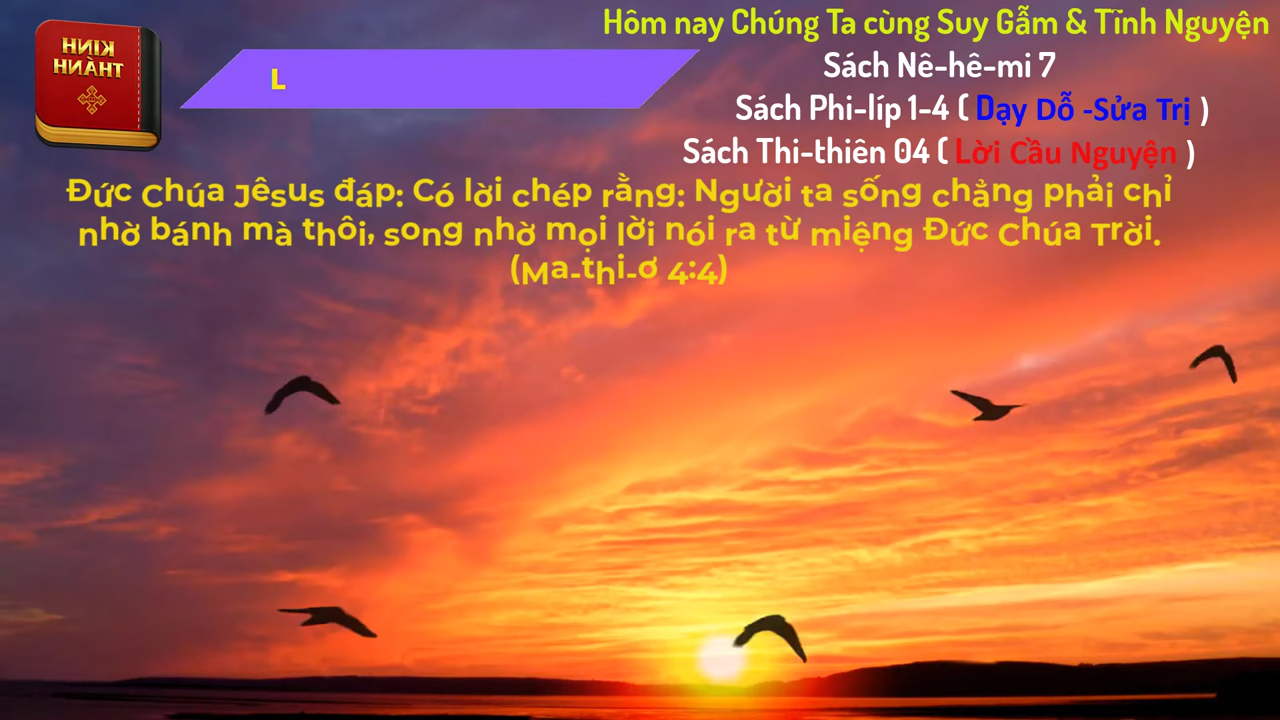 KINH
THÀNH
L
Hôm nay Chúng Ta cùng Suy Gẫm & Tĩnh Nguyện
Sách Nê-hê-mi 7
Sách Phi-líp 1-4 ( Dạy Dỗ -Sửa Trị )
Sách Thi-thiên 04 ( Lời Cầu Nguyện )
Đức Chúa Jêsus đáp: Có lời chép rằng: Người ta sống chẳng phải chỉ
nhờ bánh mà thôi, song nhờ mọi lời nói ra từ miệng Đức Chúa Trời.
(Ma-thi-ơ 4:4)